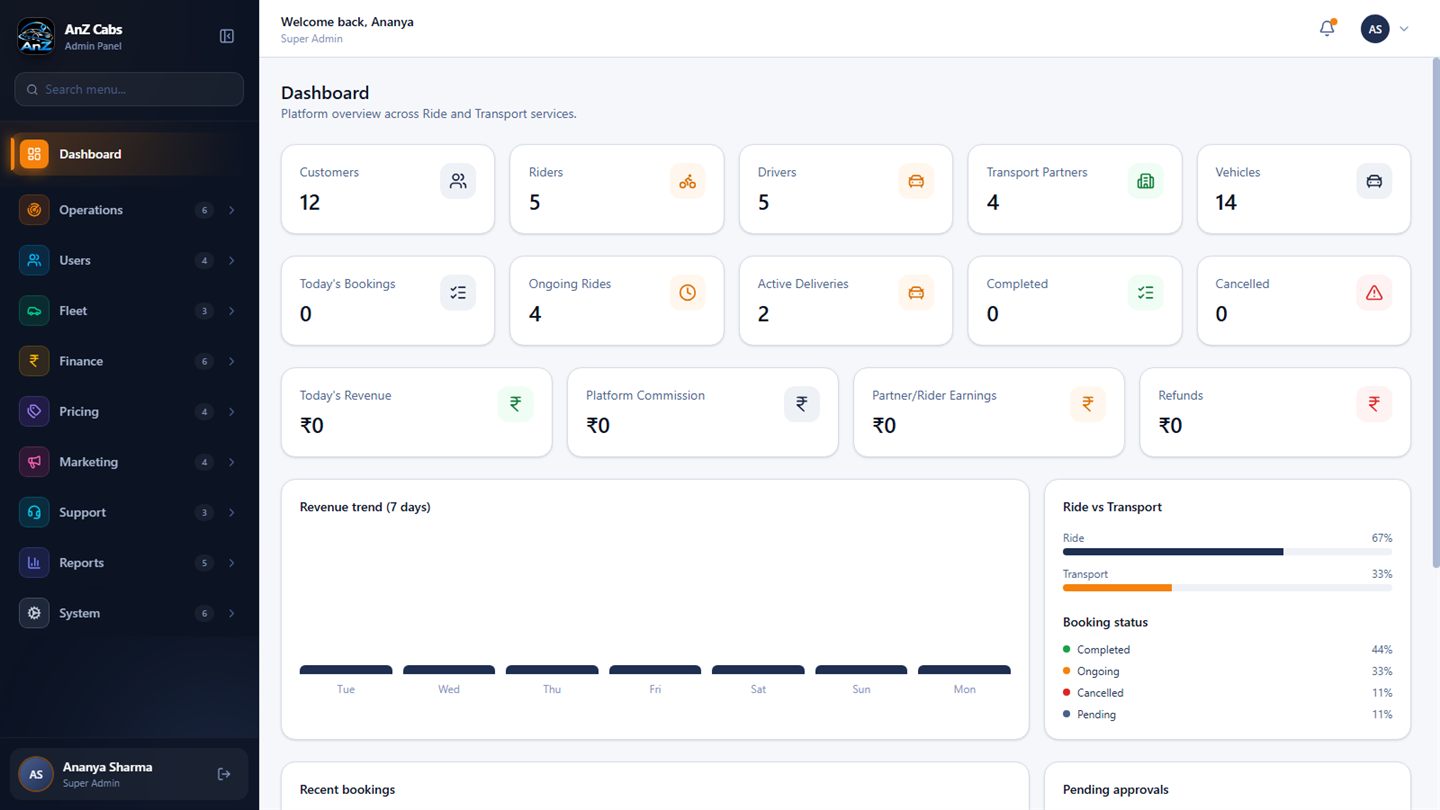 AnZ
AnZ Cabs
Admin Panel
Search menu...
Dashboard
Operations 6
Users 4
Fleet 3
Finance 6
Pricing 4
Marketing 4
Support 3
Reports 5
System 6
AS
Ananya Sharma
Super Admin
Welcome back, Ananya
Super Admin
AS
Dashboard
Platform overview across Ride and Transport services.
Customers
12
Riders
5
Drivers
5
Transport Partners
4
Vehicles
14
Today's Bookings
0
Ongoing Rides
4
Active Deliveries
2
Completed
0
Cancelled
0
Today's Revenue
₹0
Platform Commission
₹0
Partner/Rider Earnings
₹0
Refunds
₹0
Revenue trend (7 days)
Tue Wed Thu Fri Sat Sun Mon
Ride vs Transport
Ride 67%
Transport 33%
Booking status
Completed 44%
Ongoing 33%
Cancelled 11%
Pending 11%
Recent bookings
Pending approvals